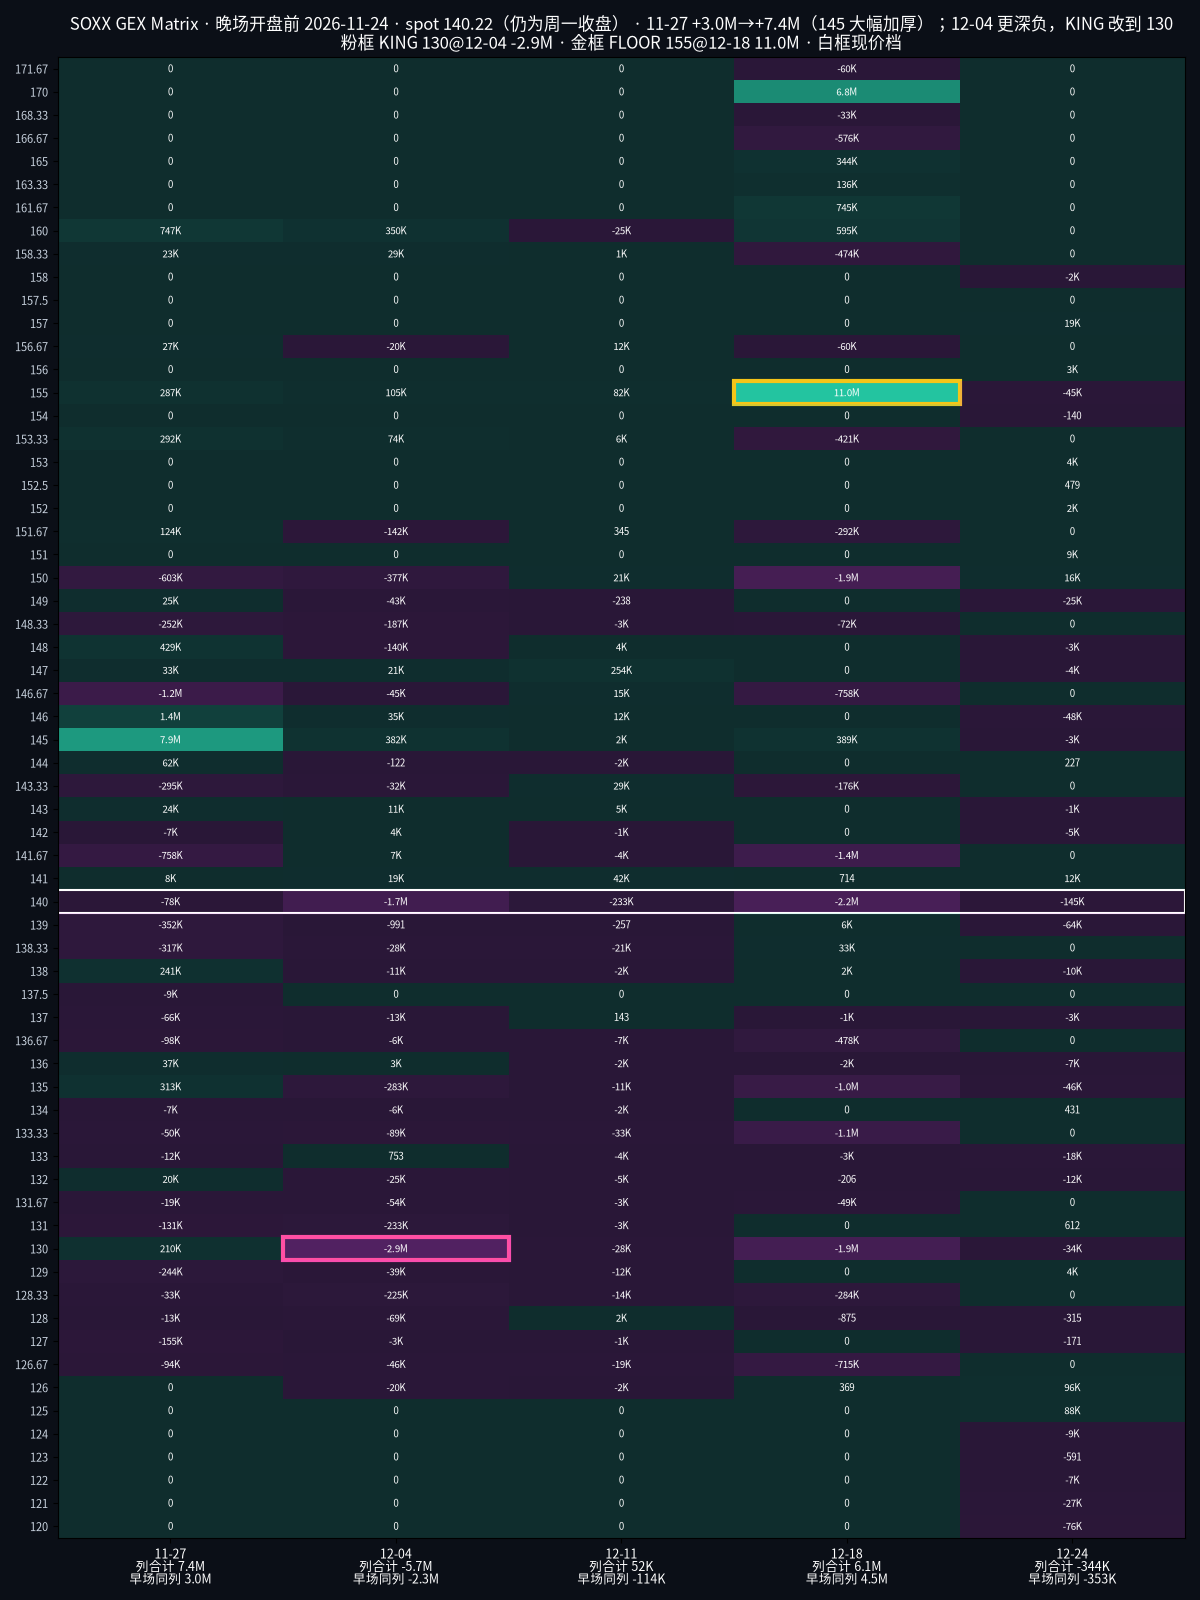 SOXX GEX Matrix · 晚场开盘前 2026-11-24 · spot 140.22（仍为周一收盘） · 11-27 +3.0M→+7.4M（145 大幅加厚）；12-04 更深负，KING 改到 130
粉框 KING 130@12-04 -2.9M · 金框 FLOOR 155@12-18 11.0M · 白框现价档
171.67 0 0 0 -60K 0
170 0 0 0 6.8M 0
168.33 0 0 0 -33K 0
166.67 0 0 0 -576K 0
165 0 0 0 344K 0
163.33 0 0 0 136K 0
161.67 0 0 0 745K 0
160 747K 350K -25K 595K 0
158.33 23K 29K 1K -474K 0
158 0 0 0 0 -2K
157.5 0 0 0 0 0
157 0 0 0 0 19K
156.67 27K -20K 12K -60K 0
156 0 0 0 0 3K
155 287K 105K 82K 11.0M -45K
154 0 0 0 0 -140
153.33 292K 74K 6K -421K 0
153 0 0 0 0 4K
152.5 0 0 0 0 479
152 0 0 0 0 2K
151.67 124K -142K 345 -292K 0
151 0 0 0 0 9K
150 -603K -377K 21K -1.9M 16K
149 25K -43K -238 0 -25K
148.33 -252K -187K -3K -72K 0
148 429K -140K 4K 0 -3K
147 33K 21K 254K 0 -4K
146.67 -1.2M -45K 15K -758K 0
146 1.4M 35K 12K 0 -48K
145 7.9M 382K 2K 389K -3K
144 62K -122 -2K 0 227
143.33 -295K -32K 29K -176K 0
143 24K 11K 5K 0 -1K
142 -7K 4K -1K 0 -5K
141.67 -758K 7K -4K -1.4M 0
141 8K 19K 42K 714 12K
140 -78K -1.7M -233K -2.2M -145K
139 -352K -991 -257 6K -64K
138.33 -317K -28K -21K 33K 0
138 241K -11K -2K 2K -10K
137.5 -9K 0 0 0 0
137 -66K -13K 143 -1K -3K
136.67 -98K -6K -7K -478K 0
136 37K 3K -2K -2K -7K
135 313K -283K -11K -1.0M -46K
134 -7K -6K -2K 0 431
133.33 -50K -89K -33K -1.1M 0
133 -12K 753 -4K -3K -18K
132 20K -25K -5K -206 -12K
131.67 -19K -54K -3K -49K 0
131 -131K -233K -3K 0 612
130 210K -2.9M -28K -1.9M -34K
129 -244K -39K -12K 0 4K
128.33 -33K -225K -14K -284K 0
128 -13K -69K 2K -875 -315
127 -155K -3K -1K 0 -171
126.67 -94K -46K -19K -715K 0
126 0 -20K -2K 369 96K
125 0 0 0 0 88K
124 0 0 0 0 -9K
123 0 0 0 0 -591
122 0 0 0 0 -7K
121 0 0 0 0 -27K
120 0 0 0 0 -76K
11-27 12-04 12-11 12-18 12-24
列合计 7.4M 列合计 -5.7M 列合计 52K 列合计 6.1M 列合计 -344K
早场同列 3.0M 早场同列 -2.3M 早场同列 -114K 早场同列 4.5M 早场同列 -353K